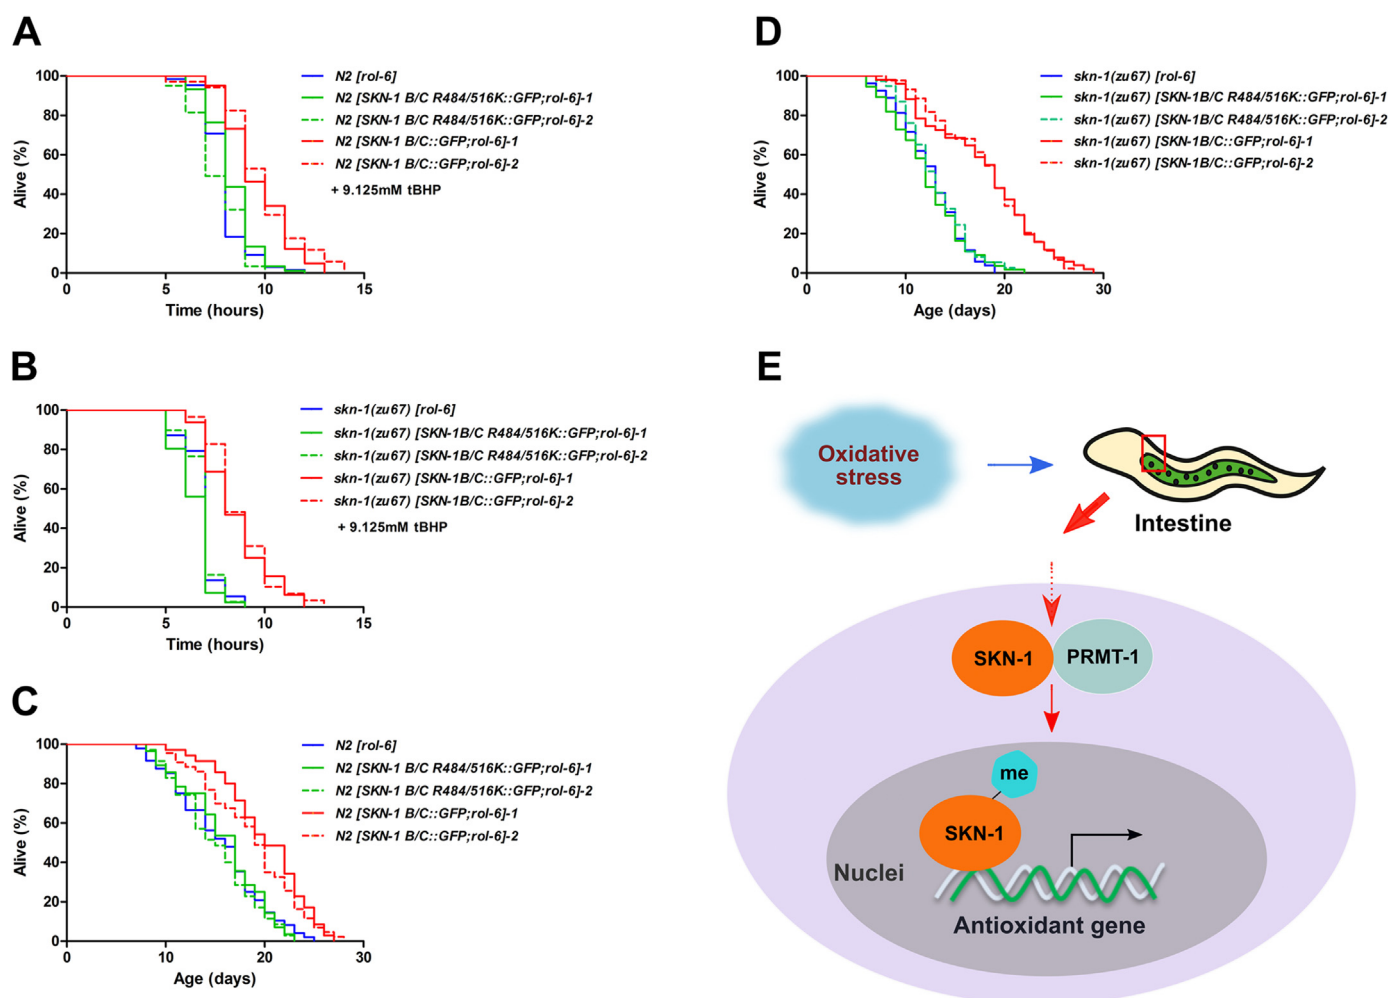 A
Alive (%)
100
80
60
40
20
0
0 5 10 15
Time (hours)
N2 [rol-6]
N2 [SKN-1 B/C R484/516K::GFP;rol-6]-1
N2 [SKN-1 B/C R484/516K::GFP;rol-6]-2
N2 [SKN-1 B/C::GFP;rol-6]-1
N2 [SKN-1 B/C::GFP;rol-6]-2
+ 9.125mM tBHP
B
Alive (%)
100
80
60
40
20
0
0 5 10 15
Time (hours)
skn-1(zu67) [rol-6]
skn-1(zu67) [SKN-1B/C R484/516K::GFP;rol-6]-1
skn-1(zu67) [SKN-1B/C R484/516K::GFP;rol-6]-2
skn-1(zu67) [SKN-1B/C::GFP;rol-6]-1
skn-1(zu67) [SKN-1B/C::GFP;rol-6]-2
+ 9.125mM tBHP
C
Alive (%)
100
80
60
40
20
0
0 10 20 30
Age (days)
N2 [rol-6]
N2 [SKN-1 B/C R484/516K::GFP;rol-6]-1
N2 [SKN-1 B/C R484/516K::GFP;rol-6]-2
N2 [SKN-1 B/C::GFP;rol-6]-1
N2 [SKN-1 B/C::GFP;rol-6]-2
D
Alive (%)
100
80
60
40
20
0
0 10 20 30
Age (days)
skn-1(zu67) [rol-6]
skn-1(zu67) [SKN-1B/C R484/516K::GFP;rol-6]-1
skn-1(zu67) [SKN-1B/C R484/516K::GFP;rol-6]-2
skn-1(zu67) [SKN-1B/C::GFP;rol-6]-1
skn-1(zu67) [SKN-1B/C::GFP;rol-6]-2
E
Oxidative
stress
Intestine
SKN-1
PRMT-1
me
SKN-1
Nuclei
Antioxidant gene